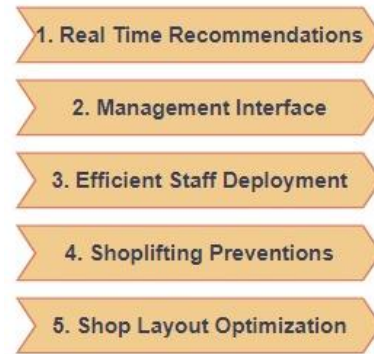 1. Real Time Recommendations
2. Management Interface
3. Efficient Staff Deployment
4. Shoplifting Preventions
5. Shop Layout Optimization